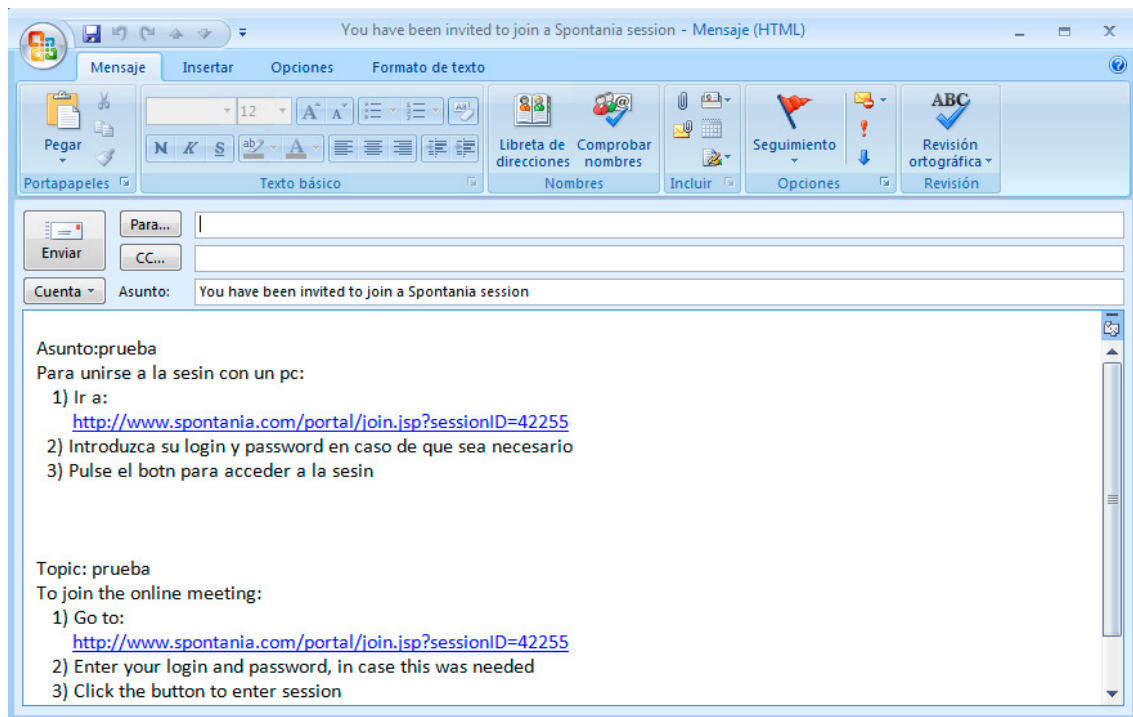 You have been invited to join a Spontania session - Mensaje (HTML)
Mensaje Insertar Opciones Formato de texto
Pegar
Portapapeles
12
A A ABC
N K S ab A
Texto básico
Libreta de direcciones
Comprobar nombres
Nombres
Incluir
Seguimiento
Opciones
ABC
Revisión ortográfica
Revisión
Enviar
Para...
CC...
Cuenta
Asunto: You have been invited to join a Spontania session
Asunto:prueba
Para unirse a la sesin con un pc:
1) Ir a:
http://www.spontania.com/portal/join.jsp?sessionID=42255
2) Introduzca su login y password en caso de que sea necesario
3) Pulse el botn para acceder a la sesin
Topic: prueba
To join the online meeting:
1) Go to:
http://www.spontania.com/portal/join.jsp?sessionID=42255
2) Enter your login and password, in case this was needed
3) Click the button to enter session